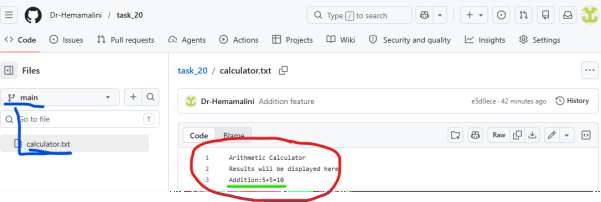 Dr-Hemamalini / task_20
Type / to search
Code Issues Pull requests Agents Actions Projects Wiki Security and quality Insights Settings
Files
main
Go to file t
calculator.txt
task_20 / calculator.txt
Dr-Hemamalini Addition feature
e5d0ece · 42 minutes ago History
Code Blame
Raw
1 Arithmetic Calculator
2 Results will be displayed here
3 Addition:5+5=10